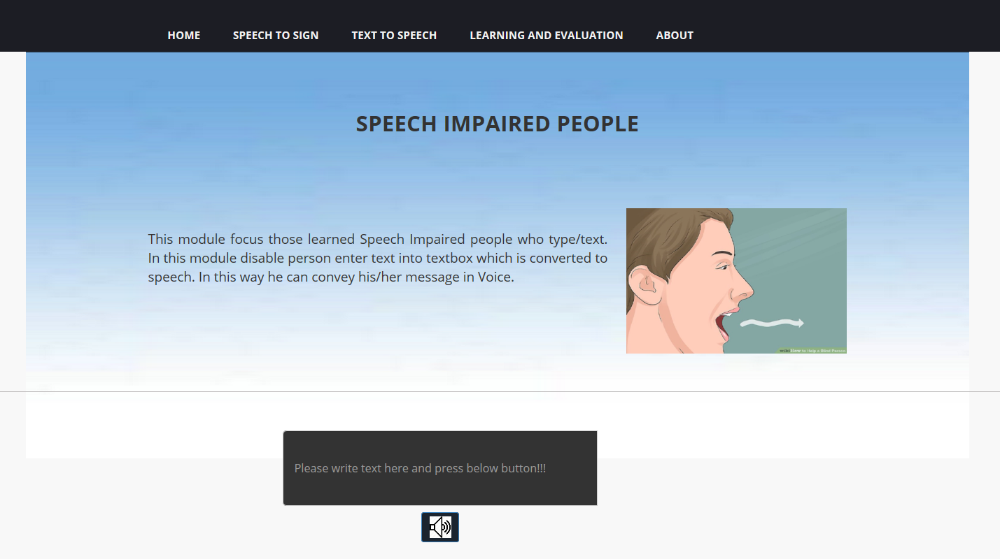 HOME SPEECH TO SIGN TEXT TO SPEECH LEARNING AND EVALUATION ABOUT
SPEECH IMPAIRED PEOPLE
This module focus those learned Speech Impaired people who type/text.
In this module disable person enter text into textbox which is converted to
speech. In this way he can convey his/her message in Voice.
wikiHow to Help a Blind Person
Please write text here and press below button!!!